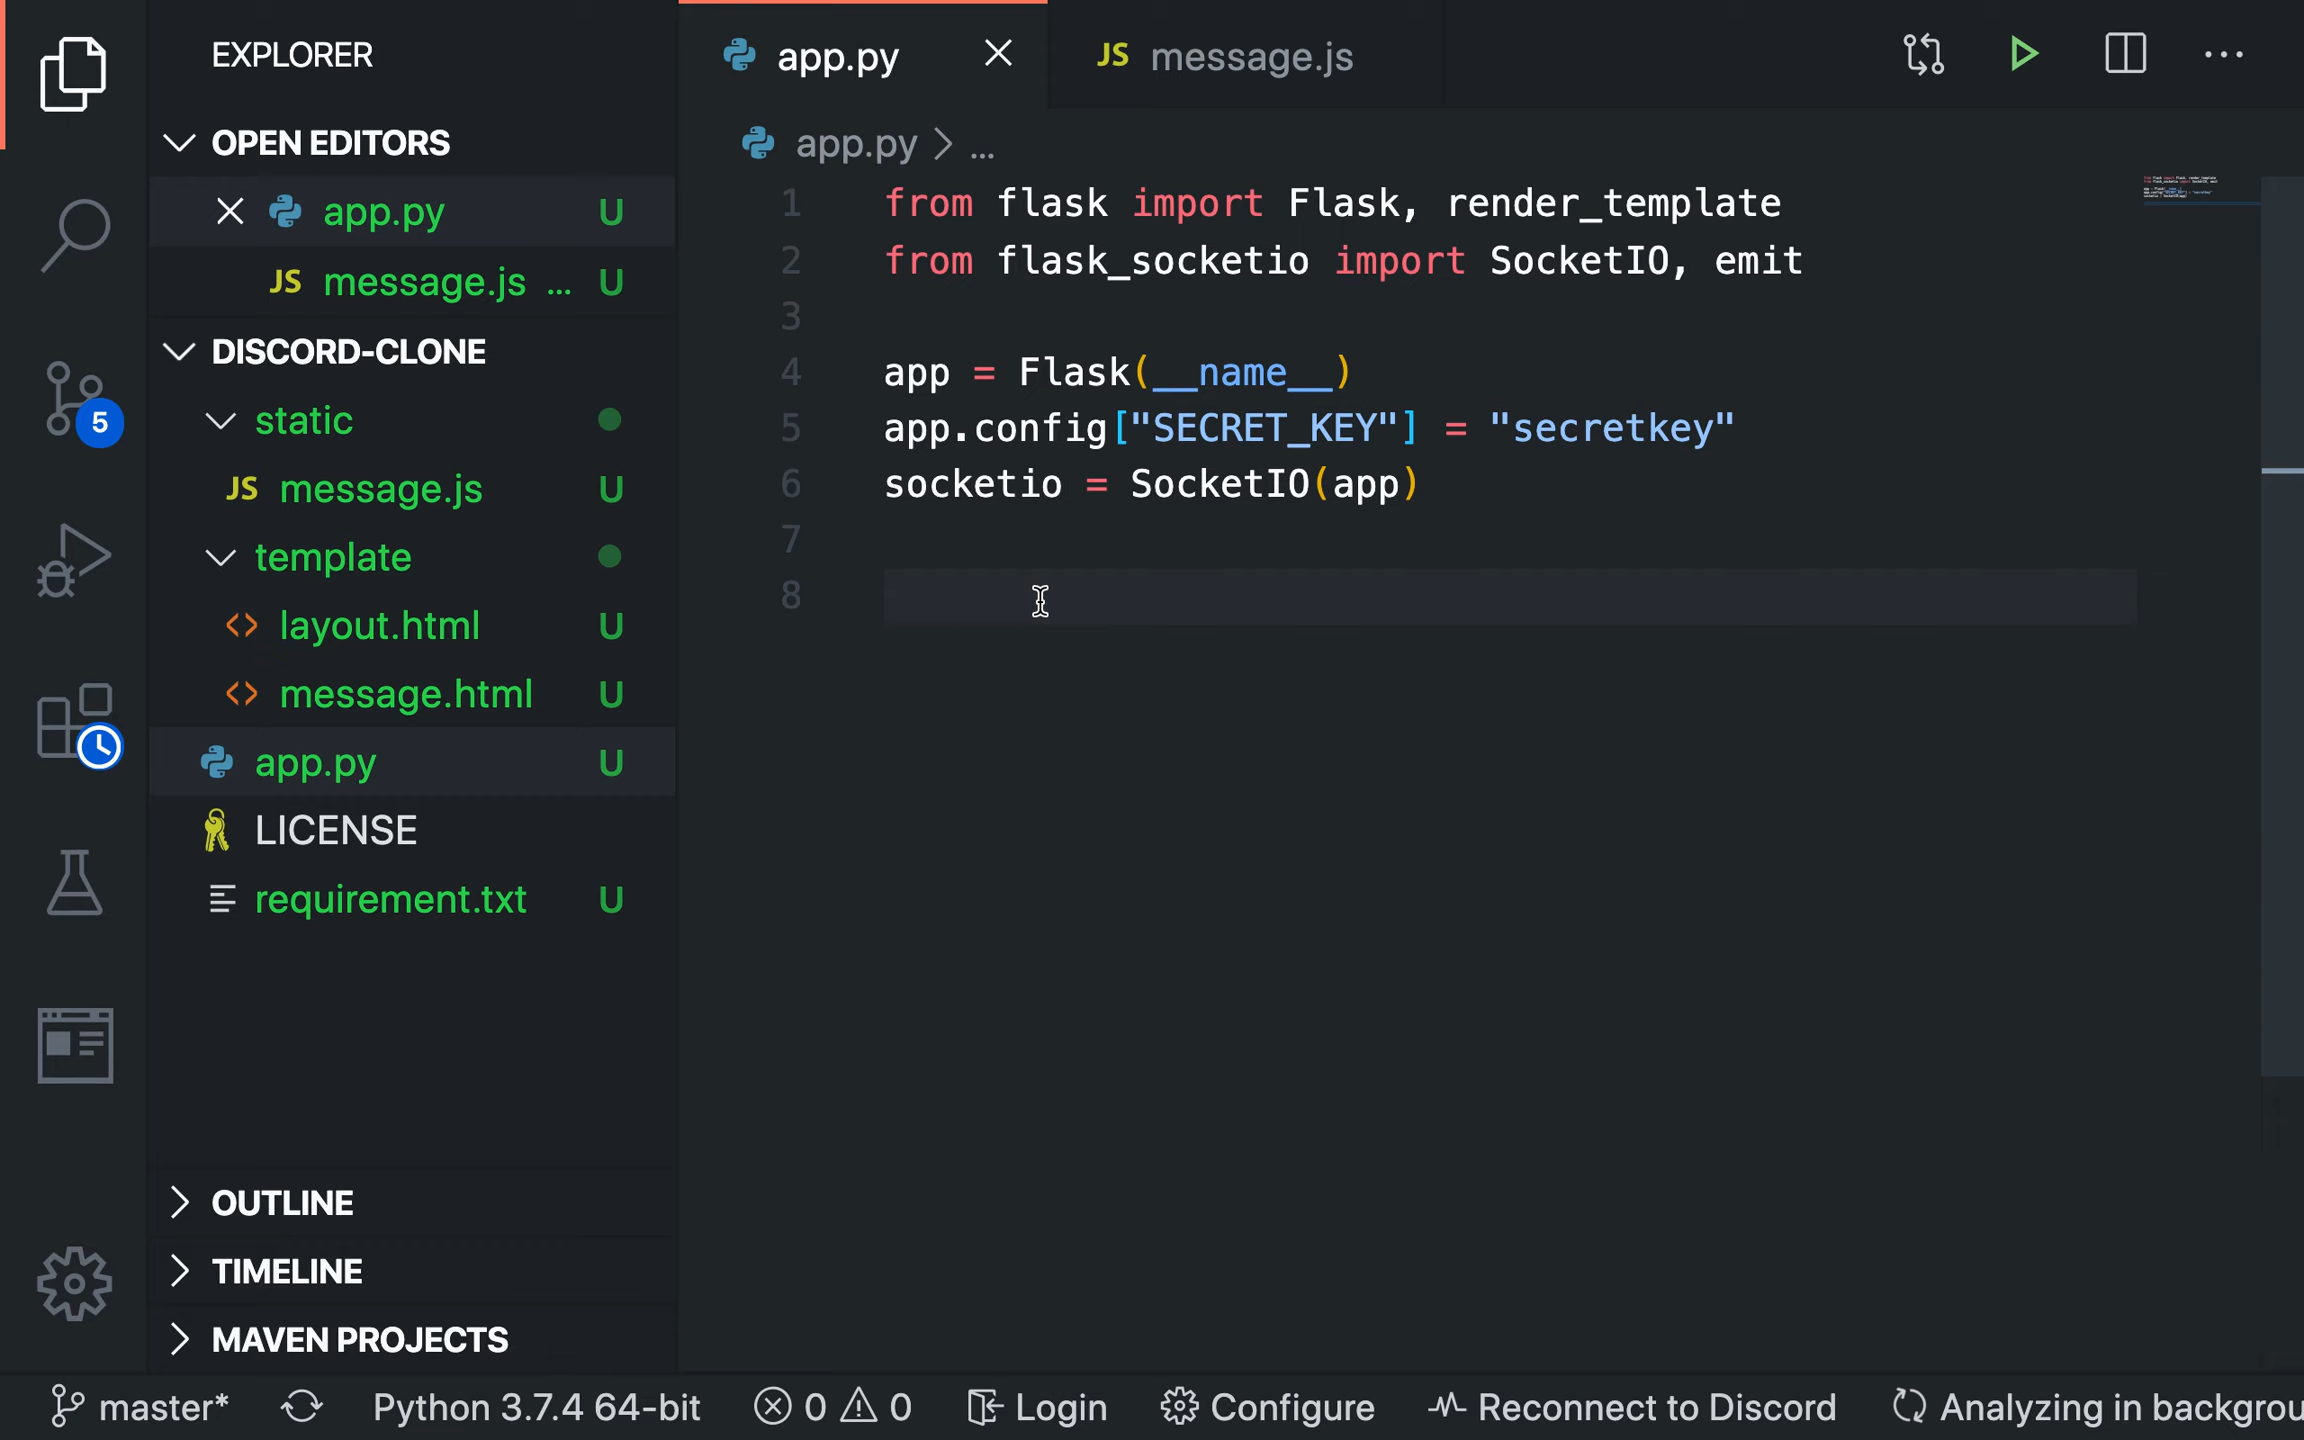 EXPLORER
OPEN EDITORS
app.py U
JS message.js ... U
DISCORD-CLONE
static
JS message.js U
template
<> layout.html U
<> message.html U
app.py U
LICENSE
requirement.txt U
OUTLINE
TIMELINE
MAVEN PROJECTS
5
app.py
JS message.js
app.py > ...
1 from flask import Flask, render_template
2 from flask_socketio import SocketIO, emit
3
4 app = Flask(__name__)
5 app.config["SECRET_KEY"] = "secretkey"
6 socketio = SocketIO(app)
7
8
master* Python 3.7.4 64-bit 0 0 Login Configure Reconnect to Discord Analyzing in backgrou